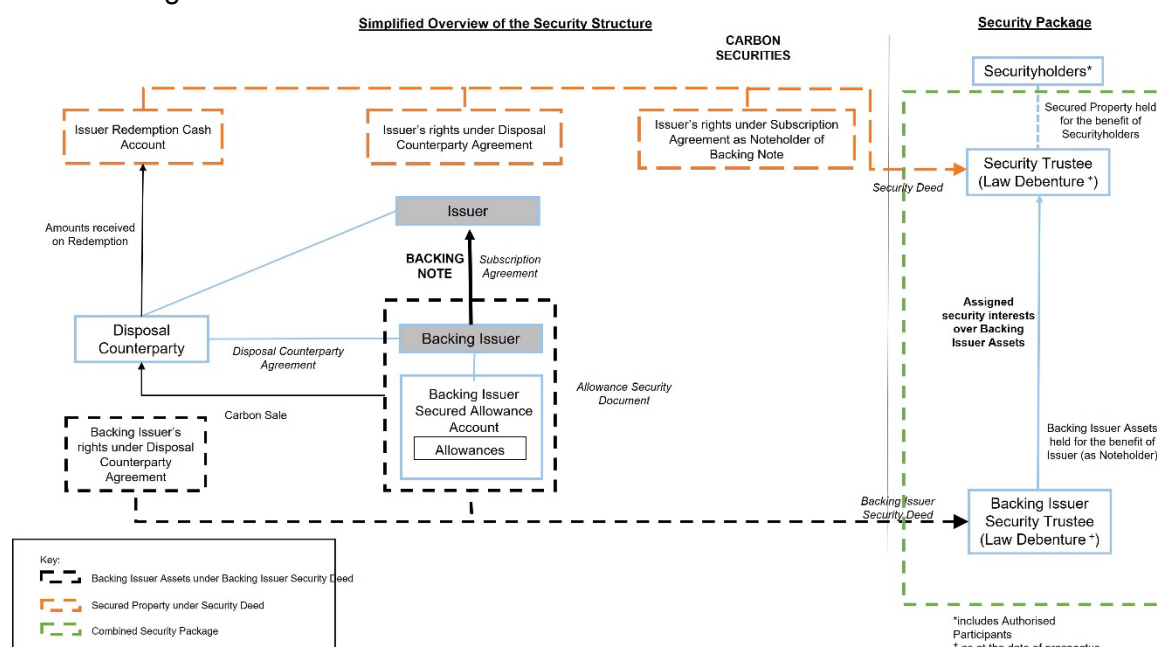 Simplified Overview of the Security Structure
Security Package
CARBON
SECURITIES
Securityholders*
Issuer Redemption Cash
Account
Issuer's rights under Disposal
Counterparty Agreement
Issuer's rights under Subscription
Agreement as Noteholder of
Backing Note
Secured Property held
for the benefit of
Securityholders
Security Trustee
(Law Debenture +)
Security Deed
Amounts received
on Redemption
Issuer
BACKING
NOTE
Subscription
Agreement
Disposal
Counterparty
Disposal Counterparty
Agreement
Backing Issuer
Assigned
security interests
over Backing
Issuer Assets
Allowance Security
Document
Backing Issuer
Secured Allowance
Account
Allowances
Carbon Sale
Backing Issuer's
rights under Disposal
Counterparty
Agreement
Backing Issuer Assets
held for the benefit of
Issuer (as Noteholder)
Backing Issuer
Security Deed
Backing Issuer
Security Trustee
(Law Debenture +)
Key:
Backing Issuer Assets under Backing Issuer Security Deed
Secured Property under Security Deed
Combined Security Package
*includes Authorised
Participants
+ as at the date of prospectus